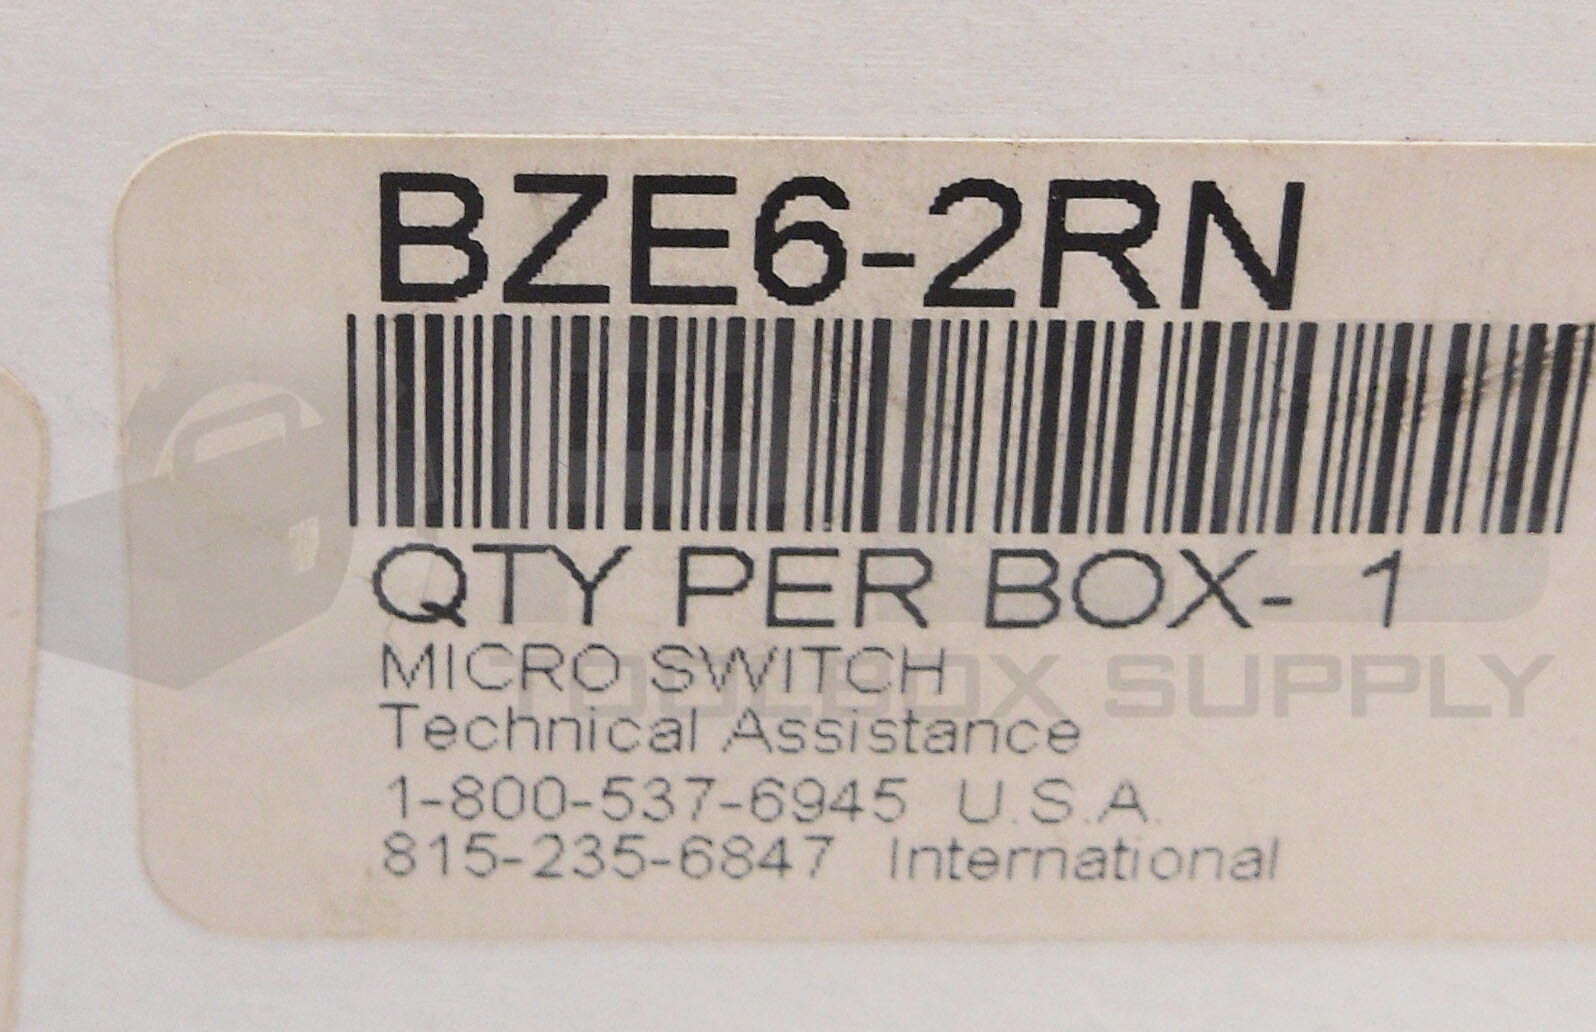 BZE6-2RN
QTY PER BOX- 1
MICRO SWITCH
TOOLBOX SUPPLY
Technical Assistance
1-800-537-6945 U.S.A.
815-235-6847 International